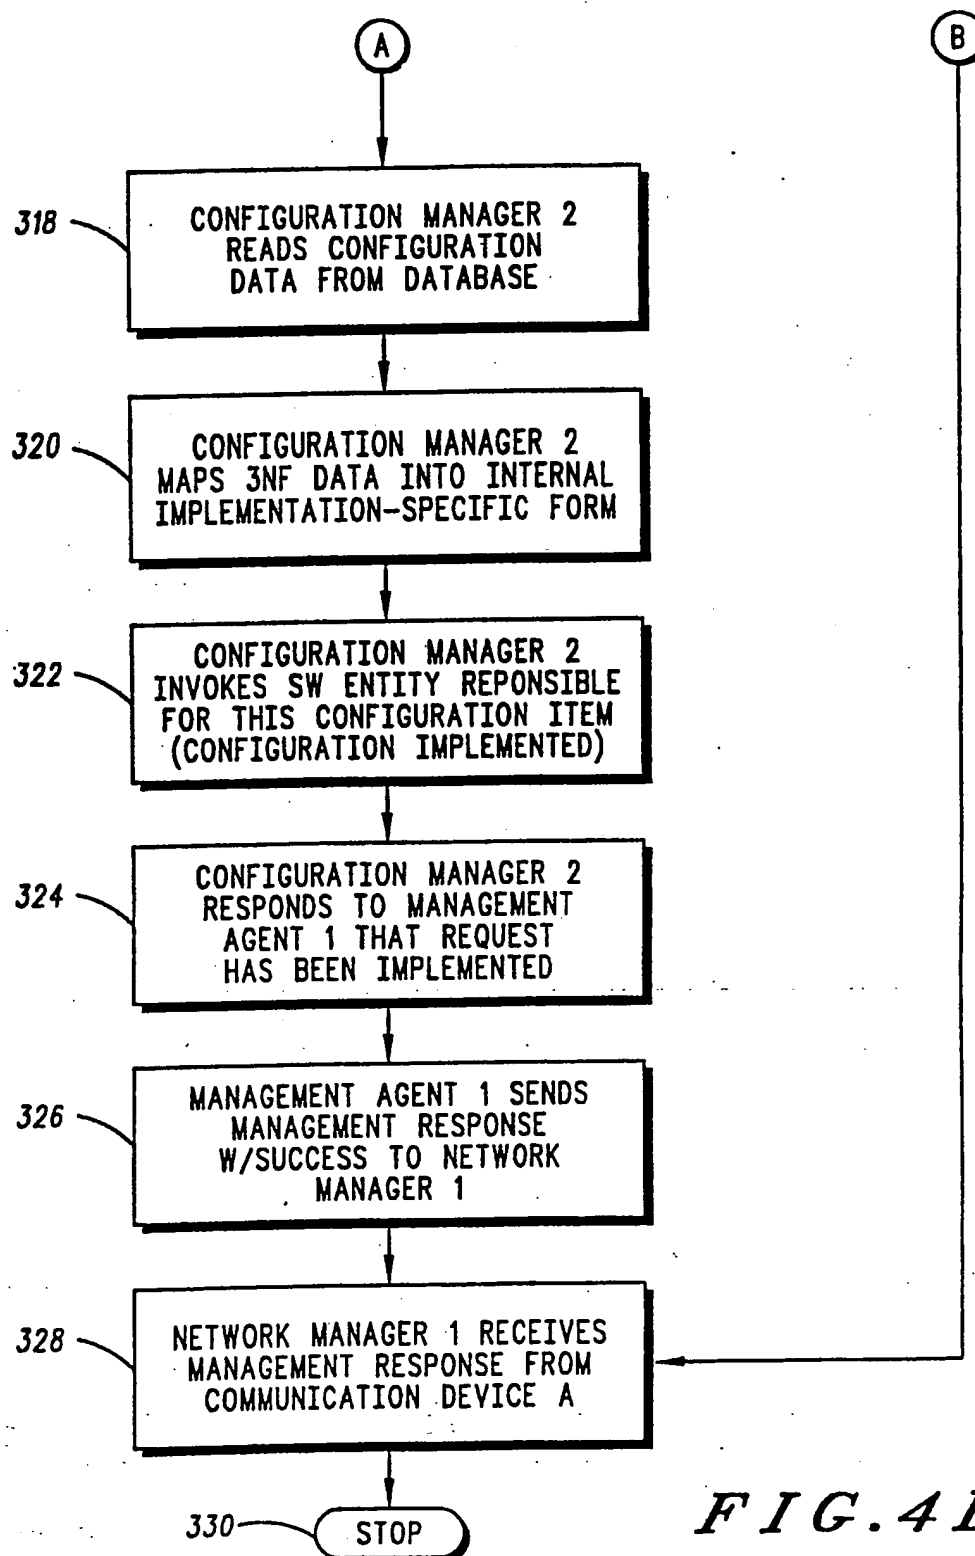 A
B
318
CONFIGURATION MANAGER 2
READS CONFIGURATION
DATA FROM DATABASE
320
CONFIGURATION MANAGER 2
MAPS 3NF DATA INTO INTERNAL
IMPLEMENTATION-SPECIFIC FORM
322
CONFIGURATION MANAGER 2
INVOKES SW ENTITY REPONSIBLE
FOR THIS CONFIGURATION ITEM
(CONFIGURATION IMPLEMENTED)
324
CONFIGURATION MANAGER 2
RESPONDS TO MANAGEMENT
AGENT 1 THAT REQUEST
HAS BEEN IMPLEMENTED
326
MANAGEMENT AGENT 1 SENDS
MANAGEMENT RESPONSE
W/SUCCESS TO NETWORK
MANAGER 1
328
NETWORK MANAGER 1 RECEIVES
MANAGEMENT RESPONSE FROM
COMMUNICATION DEVICE A
330
STOP
FIG.4